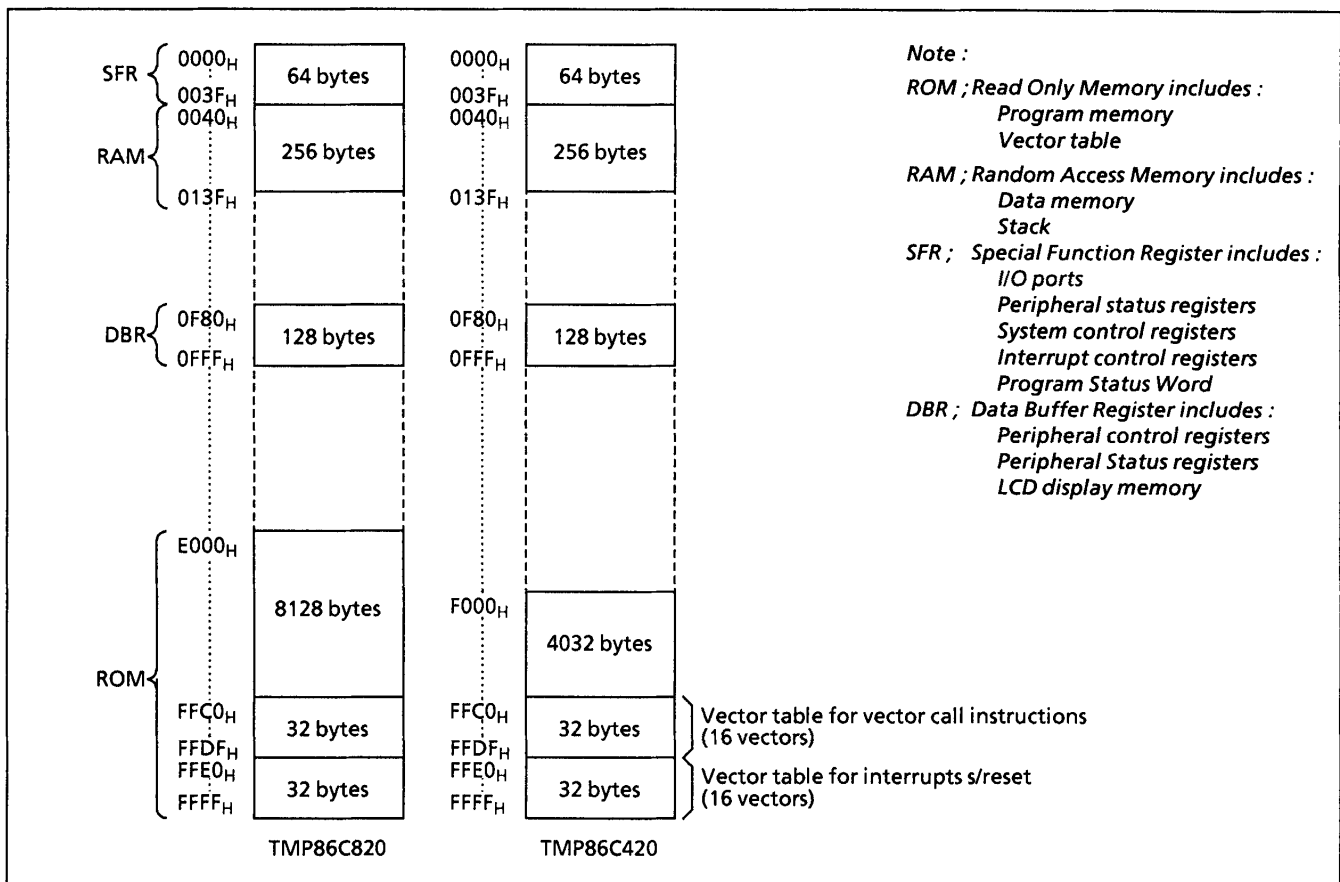 SFR
0000H
003FH
0040H
RAM
013FH
DBR
0F80H
0FFFH
E000H
ROM
FFC0H
FFDFH
FFE0H
FFFFH
64 bytes
256 bytes
128 bytes
8128 bytes
32 bytes
32 bytes
TMP86C820
0000H
003FH
0040H
013FH
0F80H
0FFFH
F000H
FFC0H
FFDFH
FFE0H
FFFFH
64 bytes
256 bytes
128 bytes
4032 bytes
32 bytes
32 bytes
TMP86C420
Vector table for vector call instructions
(16 vectors)
Vector table for interrupts s/reset
(16 vectors)
Note :
ROM ; Read Only Memory includes :
Program memory
Vector table
RAM ; Random Access Memory includes :
Data memory
Stack
SFR ; Special Function Register includes :
I/O ports
Peripheral status registers
System control registers
Interrupt control registers
Program Status Word
DBR ; Data Buffer Register includes :
Peripheral control registers
Peripheral Status registers
LCD display memory